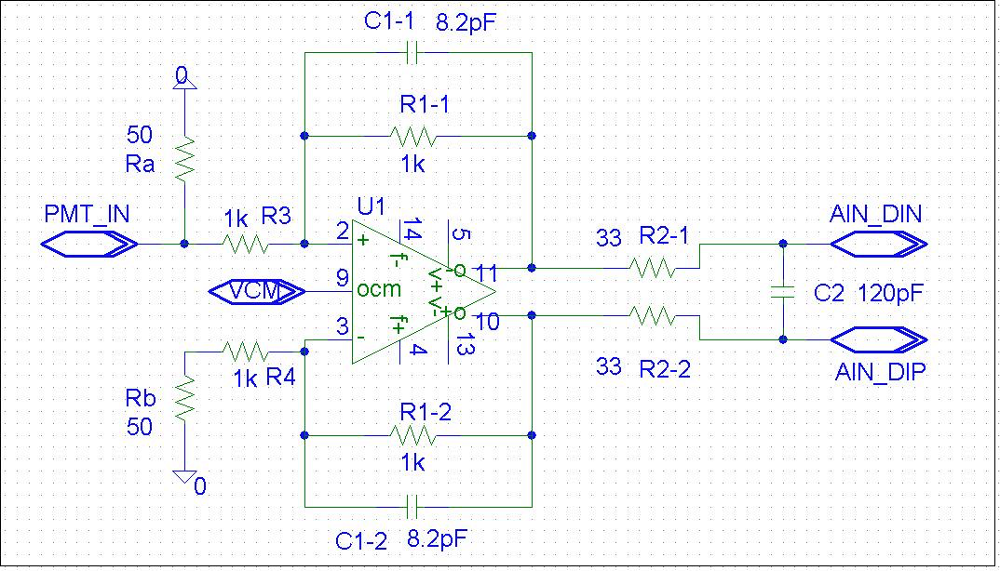 C1-1 8.2pF
0
R1-1
50
Ra
1k
PMT_IN
1k R3
U1
2
14
5
+
f-
33 R2-1
AIN_DIN
9
VCM
ocm
V+
-o
11
C2 120pF
3
-
f+
V-
+o
10
4
13
1k R4
33 R2-2
AIN_DIP
Rb
50
R1-2
1k
0
C1-2 8.2pF